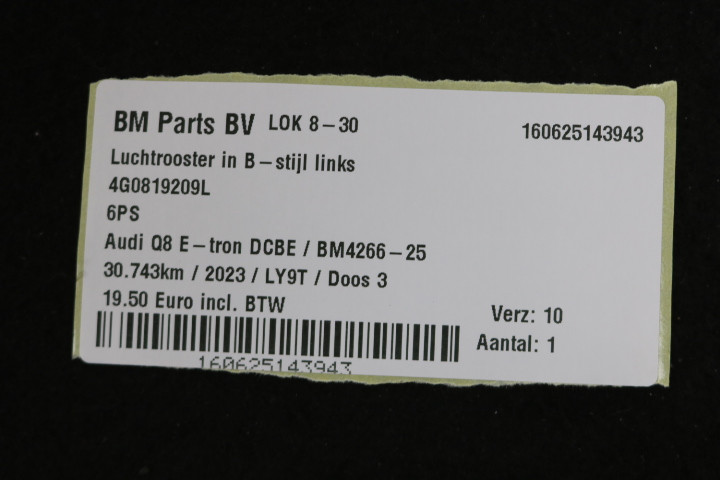 BM Parts BV LOK 8-30 160625143943
Luchtrooster in B-stijl links
4G0819209L
6PS
Audi Q8 E-tron DCBE / BM4266-25
30.743km / 2023 / LY9T / Doos 3
19.50 Euro incl. BTW
Verz: 10
Aantal: 1
160625143943